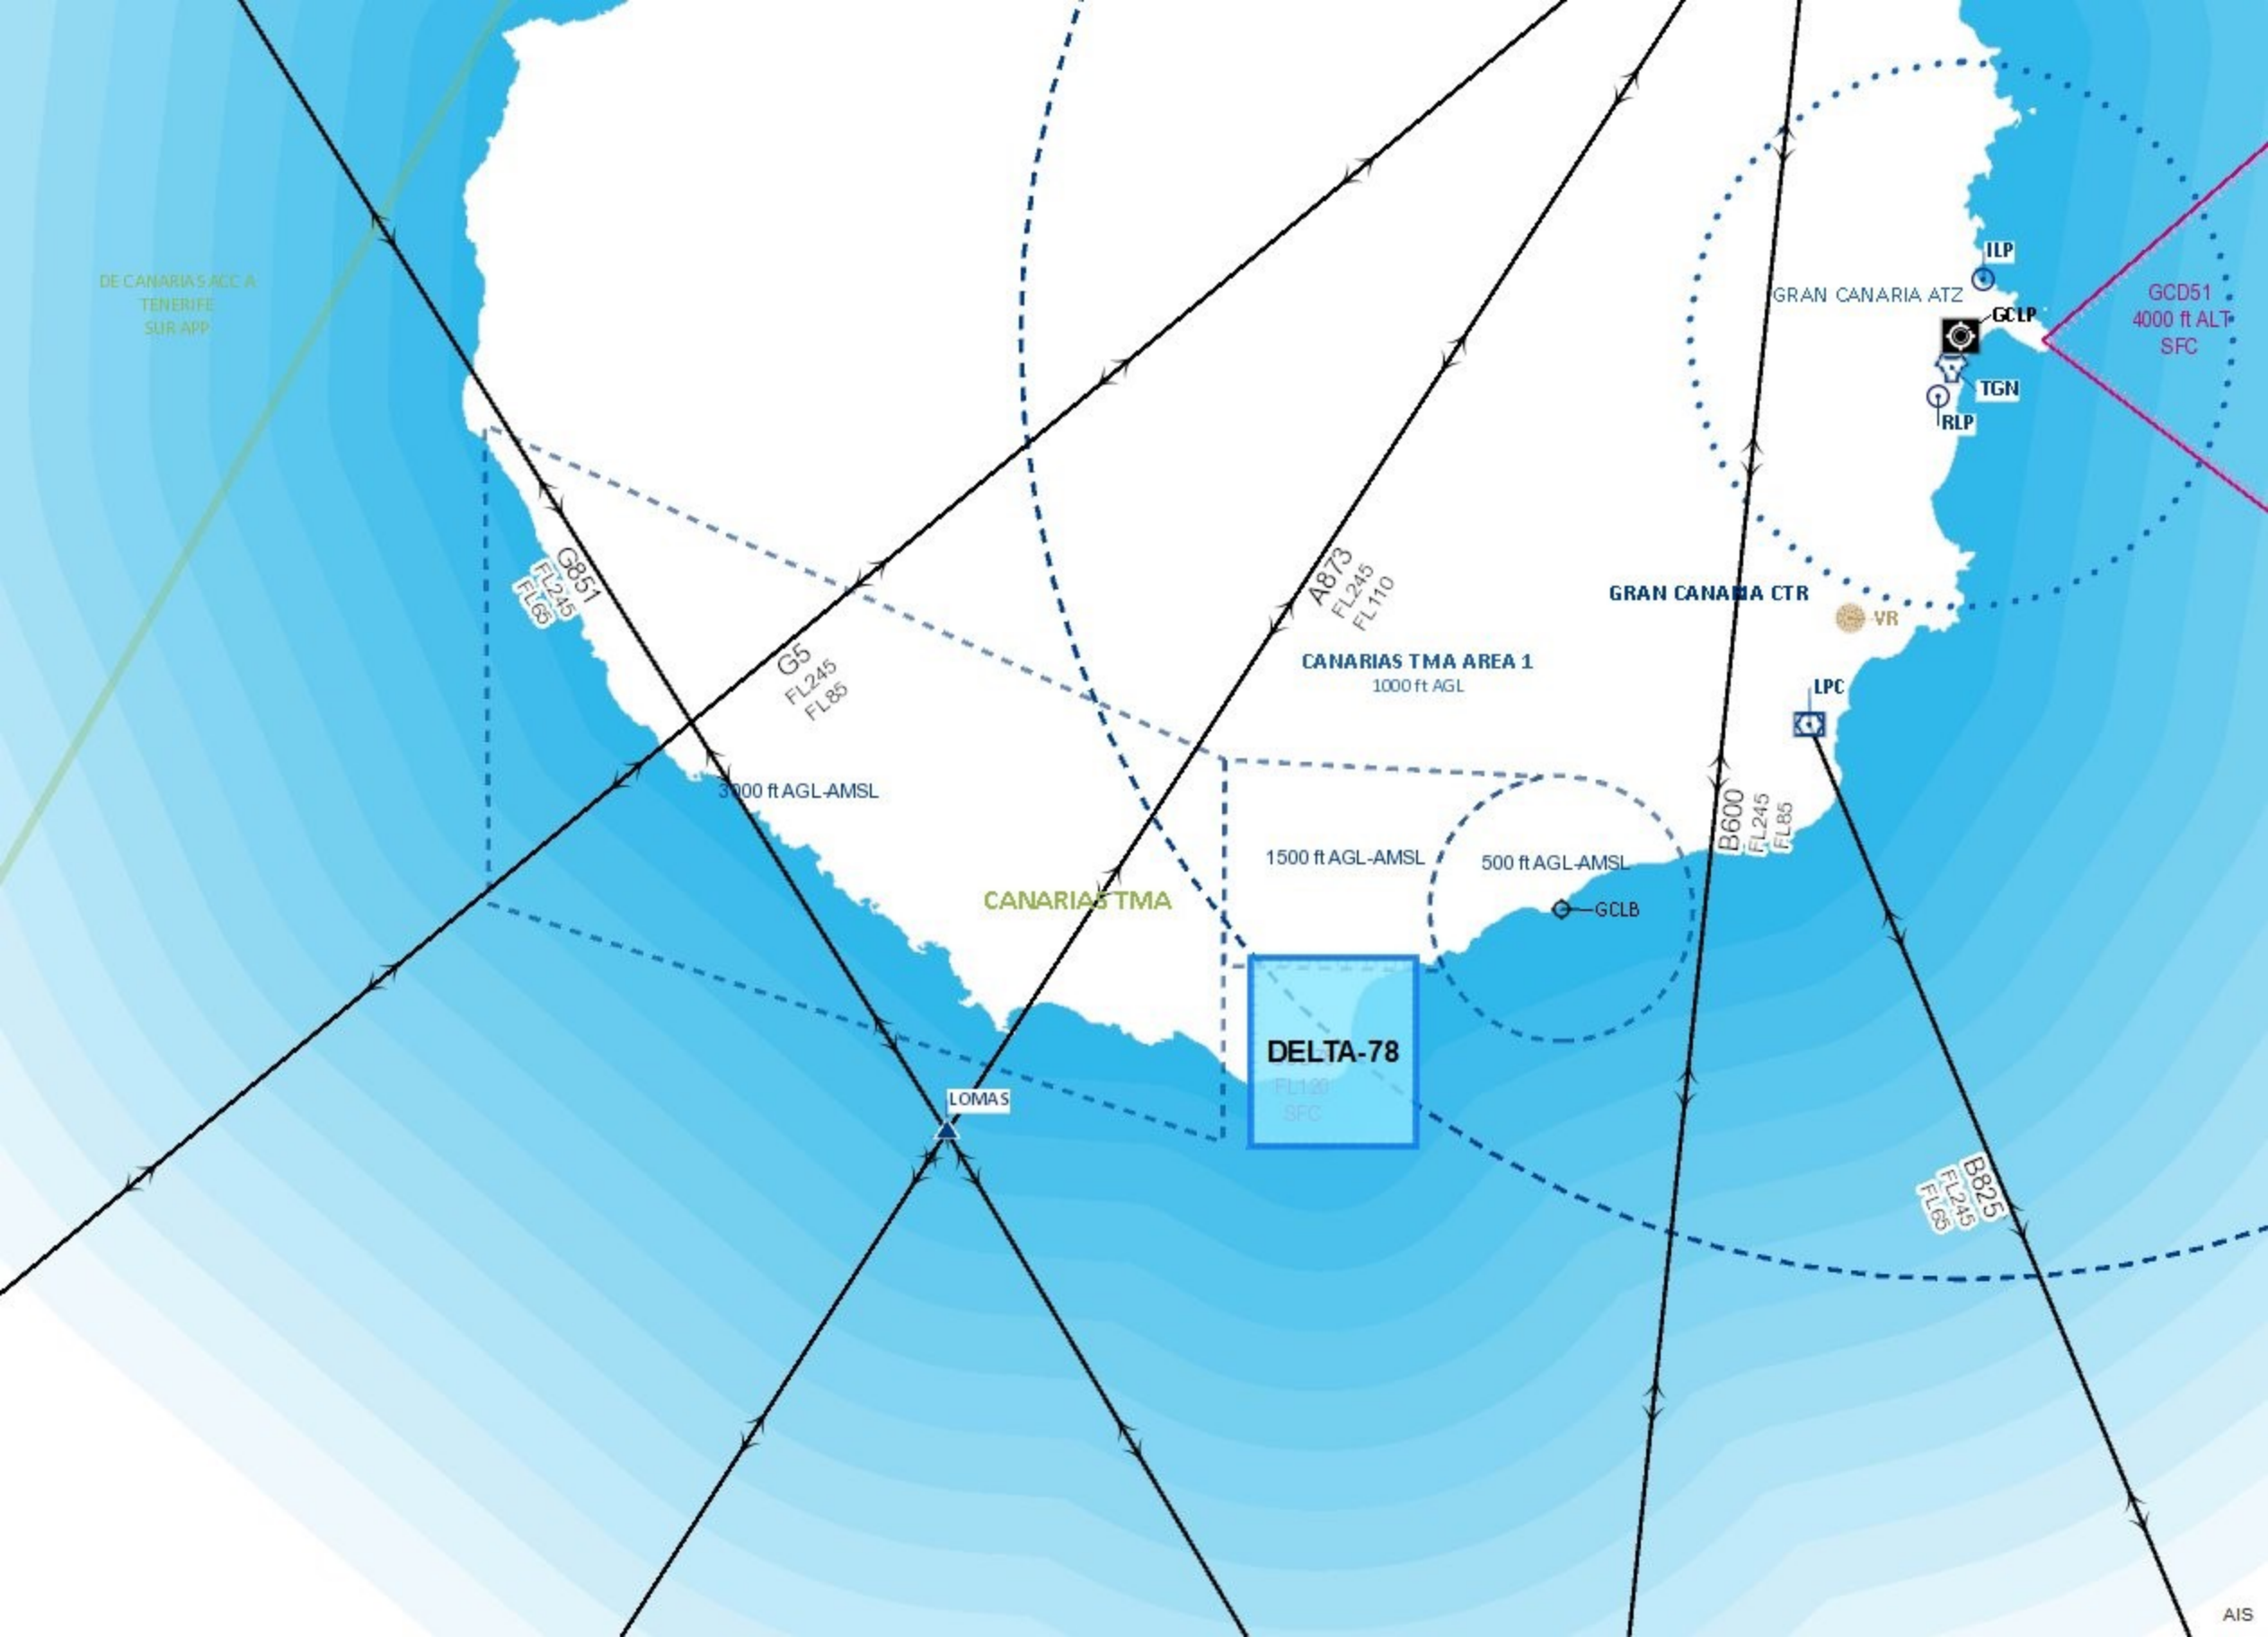 DE CANARIAS ACC A
TENERIFE
SUR APP
ILP
GRAN CANARIA ATZ
GCLP
GCD51
4000 ft ALT
SFC
TGN
RLP
G851
FL245
FL65
A873
FL245
FL110
GRAN CANARIA CTR
VR
G5
FL245
FL85
CANARIAS TMA AREA 1
1000 ft AGL
LPC
3000 ft AGL-AMSL
B600
FL245
FL85
1500 ft AGL-AMSL
500 ft AGL-AMSL
CANARIAS TMA
GCLB
DELTA-78
FL120
SFC
LOMAS
B825
FL245
FL65
AIS